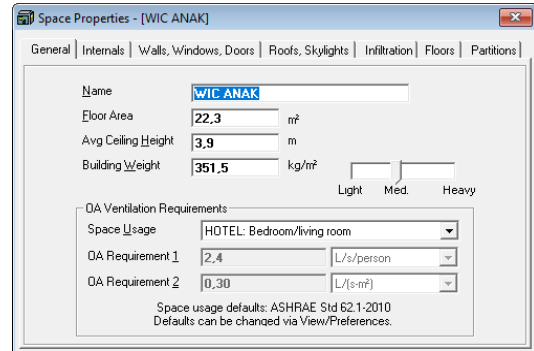 Space Properties - [WIC ANAK]
General Internals Walls, Windows, Doors Roofs, Skylights Infiltration Floors Partitions
Name WIC ANAK
Floor Area 22,3 m²
Avg Ceiling Height 3,9 m
Building Weight 351,5 kg/m²
Light Med. Heavy
OA Ventilation Requirements
Space Usage HOTEL: Bedroom/living room
OA Requirement 1 2,4 L/s/person
OA Requirement 2 0,30 L/(s-m²)
Space usage defaults: ASHRAE Std 62.1-2010
Defaults can be changed via View/Preferences.